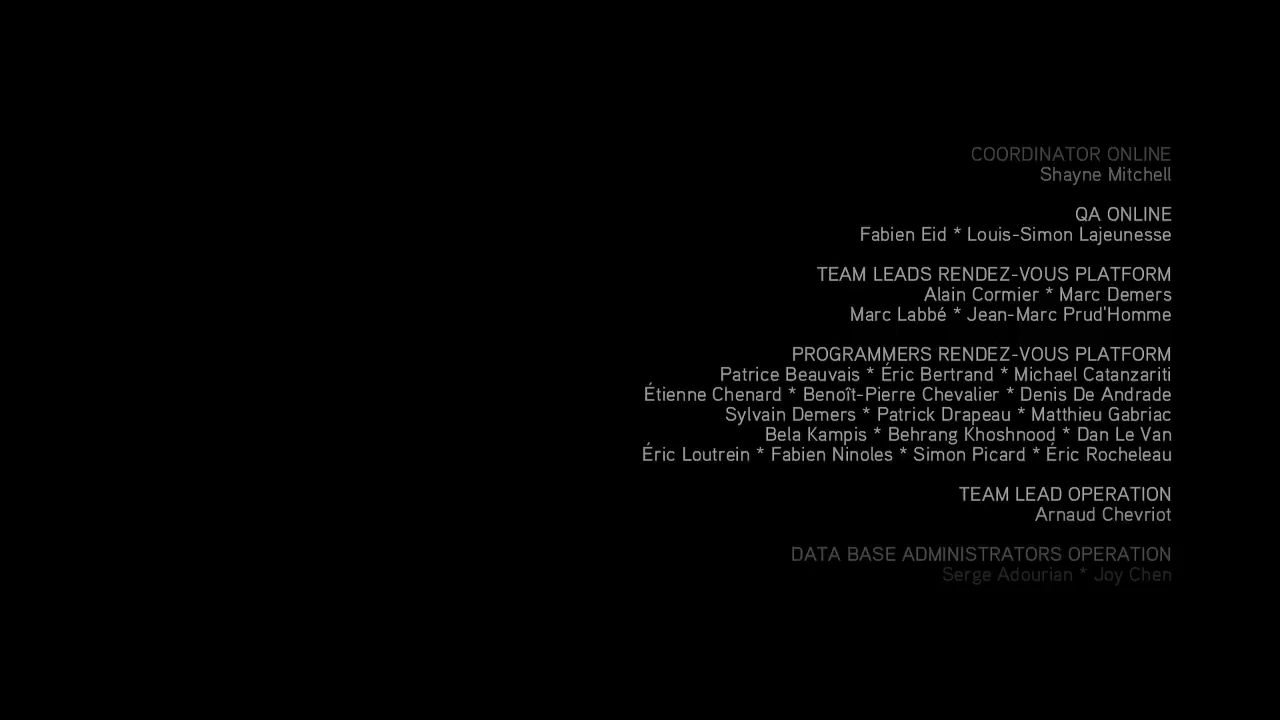 COORDINATOR ONLINE
Shayne Mitchell
QA ONLINE
Fabien Eid * Louis-Simon Lajeunesse
TEAM LEADS RENDEZ-VOUS PLATFORM
Alain Cormier * Marc Demers
Marc Labbé * Jean-Marc Prud'Homme
PROGRAMMERS RENDEZ-VOUS PLATFORM
Patrice Beauvais * Éric Bertrand * Michael Catanzariti
Étienne Chenard * Benoît-Pierre Chevalier * Denis De Andrade
Sylvain Demers * Patrick Drapeau * Matthieu Gabriac
Bela Kampis * Behrang Khoshnood * Dan Le Van
Éric Loutrein * Fabien Ninoles * Simon Picard * Éric Rocheleau
TEAM LEAD OPERATION
Arnaud Chevriot
DATA BASE ADMINISTRATORS OPERATION
Serge Adourian * Joy Chen